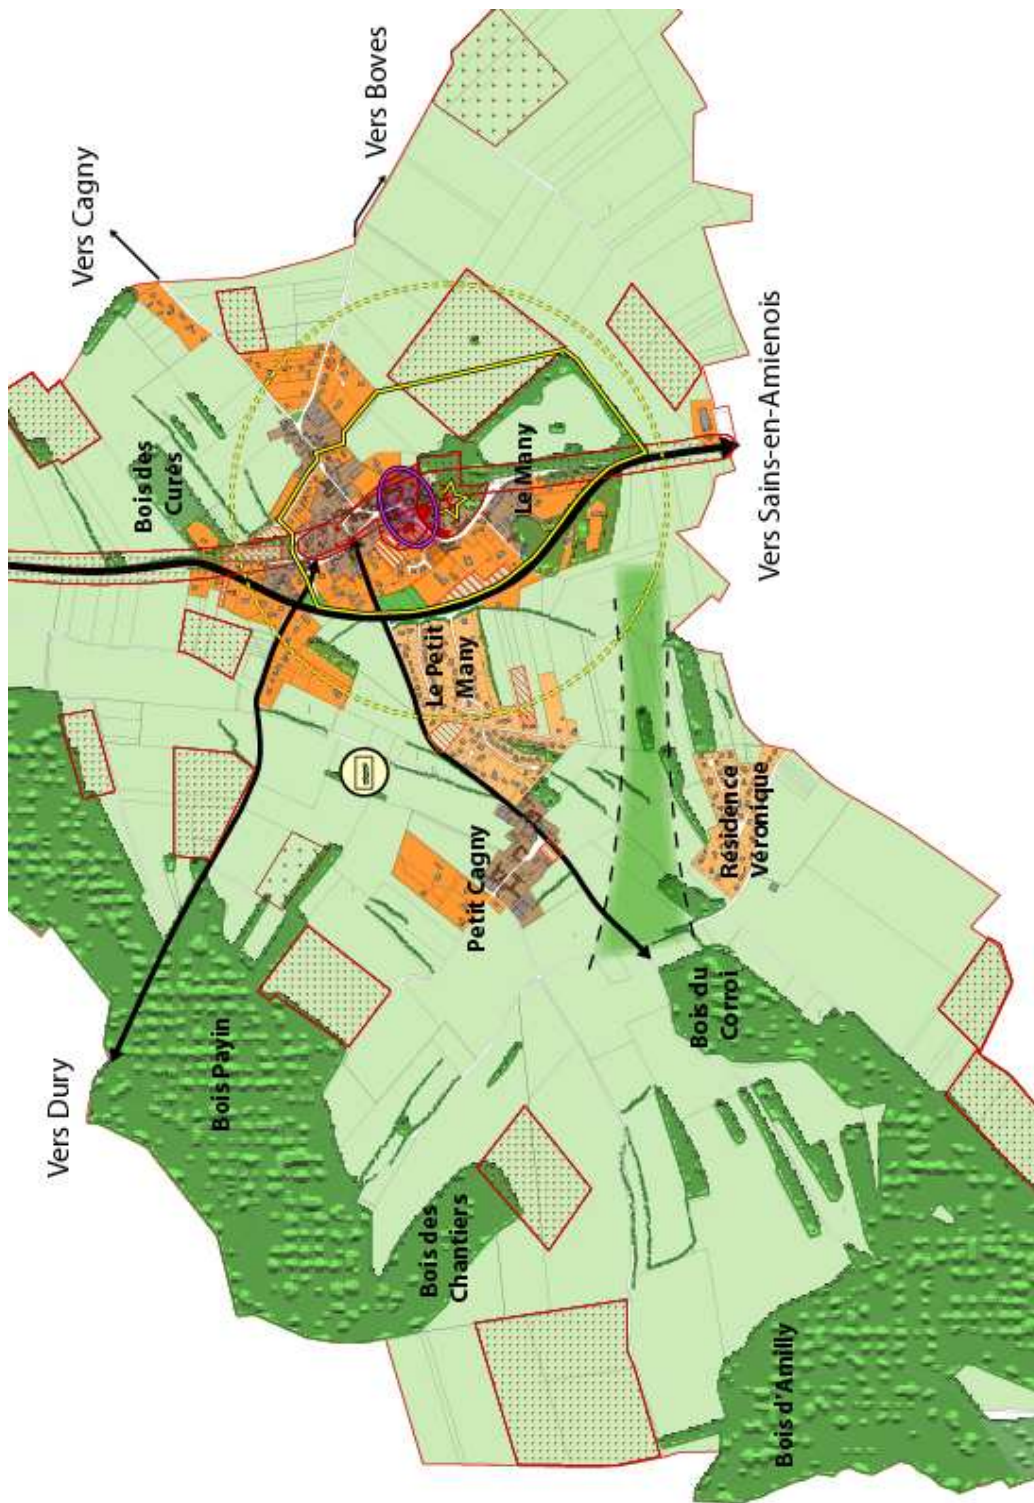 Vers Cagny
Vers Boves
Bois des
Curés
Le Many
Vers Sains-en-Amienois
Le Petit
Many
Petit Cagny
Résidence
Véronique
Bois du
Corroi
Bois Payin
Vers Dury
Bois des
Chantiers
Bois d'Amilly